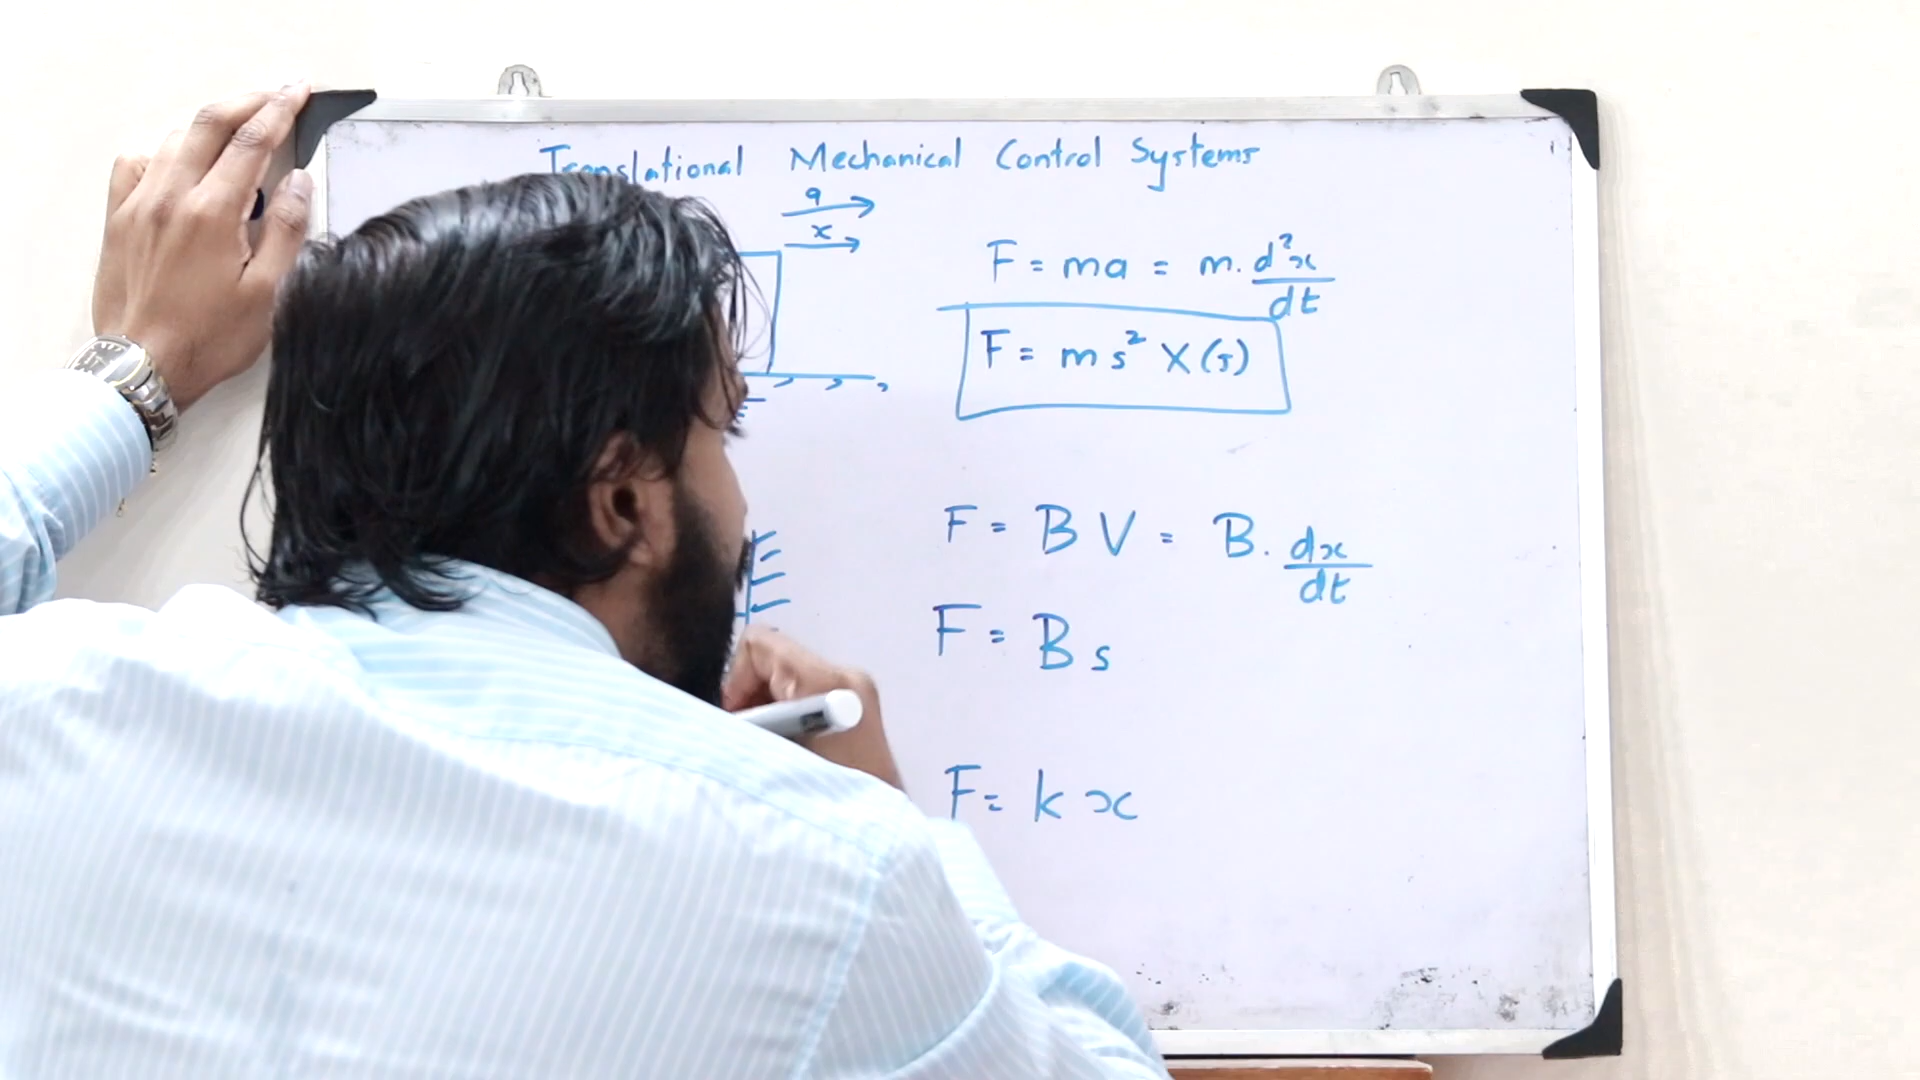 Translational Mechanical Control Systems
a
x
F = ma = m. d²x
dt
F = ms² X(s)
F = BV = B. dx
dt
F = Bs
F = kx